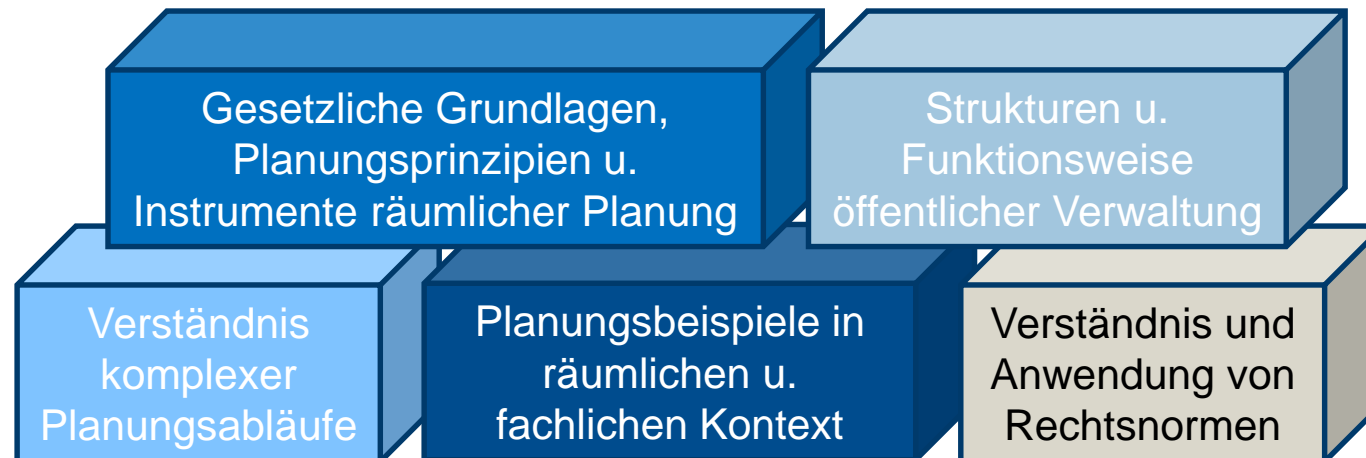 Gesetzliche Grundlagen,
Planungsprinzipien u.
Instrumente räumlicher Planung
Strukturen u.
Funktionsweise
öffentlicher Verwaltung
Verständnis
komplexer
Planungsabläufe
Planungsbeispiele in
räumlichen u.
fachlichen Kontext
Verständnis und
Anwendung von
Rechtsnormen